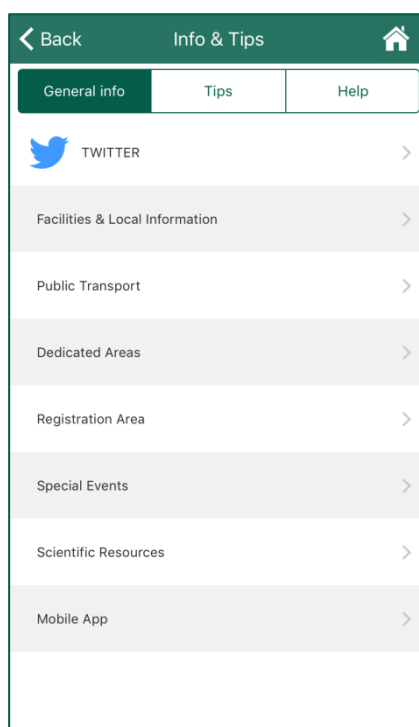 Back Info & Tips
General info Tips Help
TWITTER
Facilities & Local Information
Public Transport
Dedicated Areas
Registration Area
Special Events
Scientific Resources
Mobile App